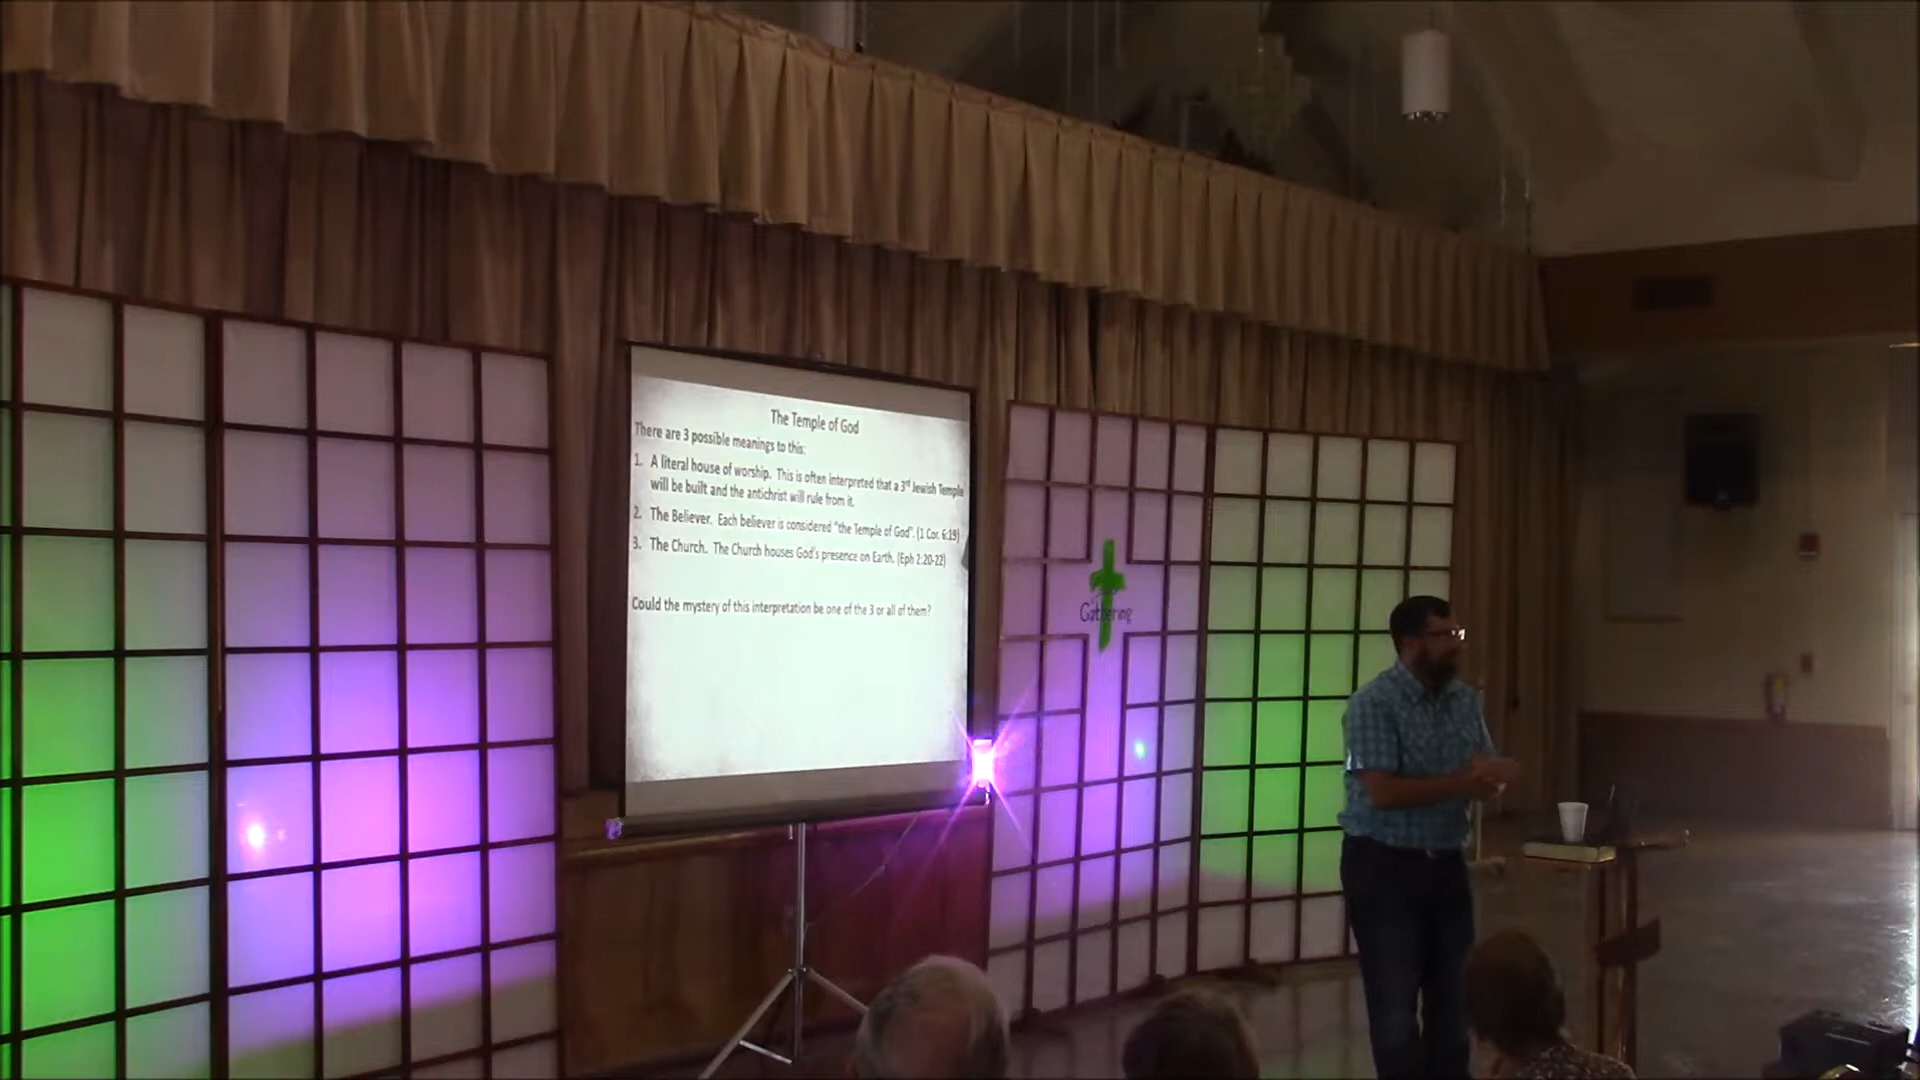 The Temple of God
There are 3 possible meanings to this:
1. A literal house of worship. This is often interpreted that a 3rd Jewish Temple
will be built and the antichrist will rule from it.
2. The Believer. Each believer is considered "the Temple of God". (1 Cor. 6:19)
3. The Church. The Church houses God's presence on Earth. (Eph 2:20-22)
Could the mystery of this interpretation be one of the 3 or all of them?
Gathering